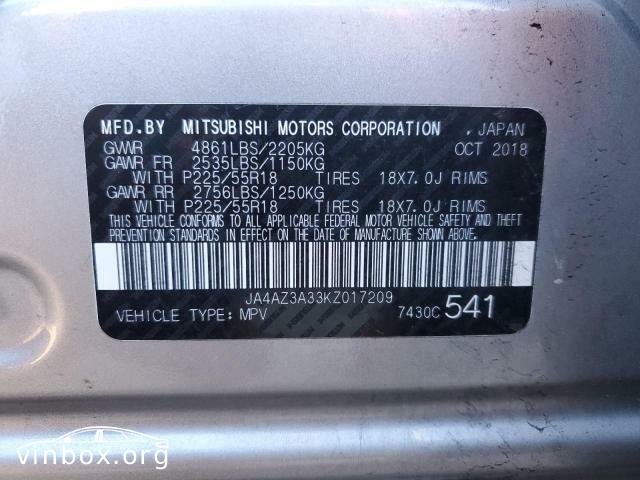 MFD.BY MITSUBISHI MOTORS CORPORATION . JAPAN
GVWR 4861LBS/2205KG OCT 2018
GAWR FR 2535LBS/1150KG
WITH P225/55R18 TIRES 18X7.0J RIMS
GAWR RR 2756LBS/1250KG
WITH P225/55R18 TIRES 18X7.0J RIMS
THIS VEHICLE CONFORMS TO ALL APPLICABLE FEDERAL MOTOR VEHICLE SAFETY AND THEFT
PREVENTION STANDARDS IN EFFECT ON THE DATE OF MANUFACTURE SHOWN ABOVE.
JA4AZ3A33KZ017209
VEHICLE TYPE: MPV 7430C 541
vinbox.org